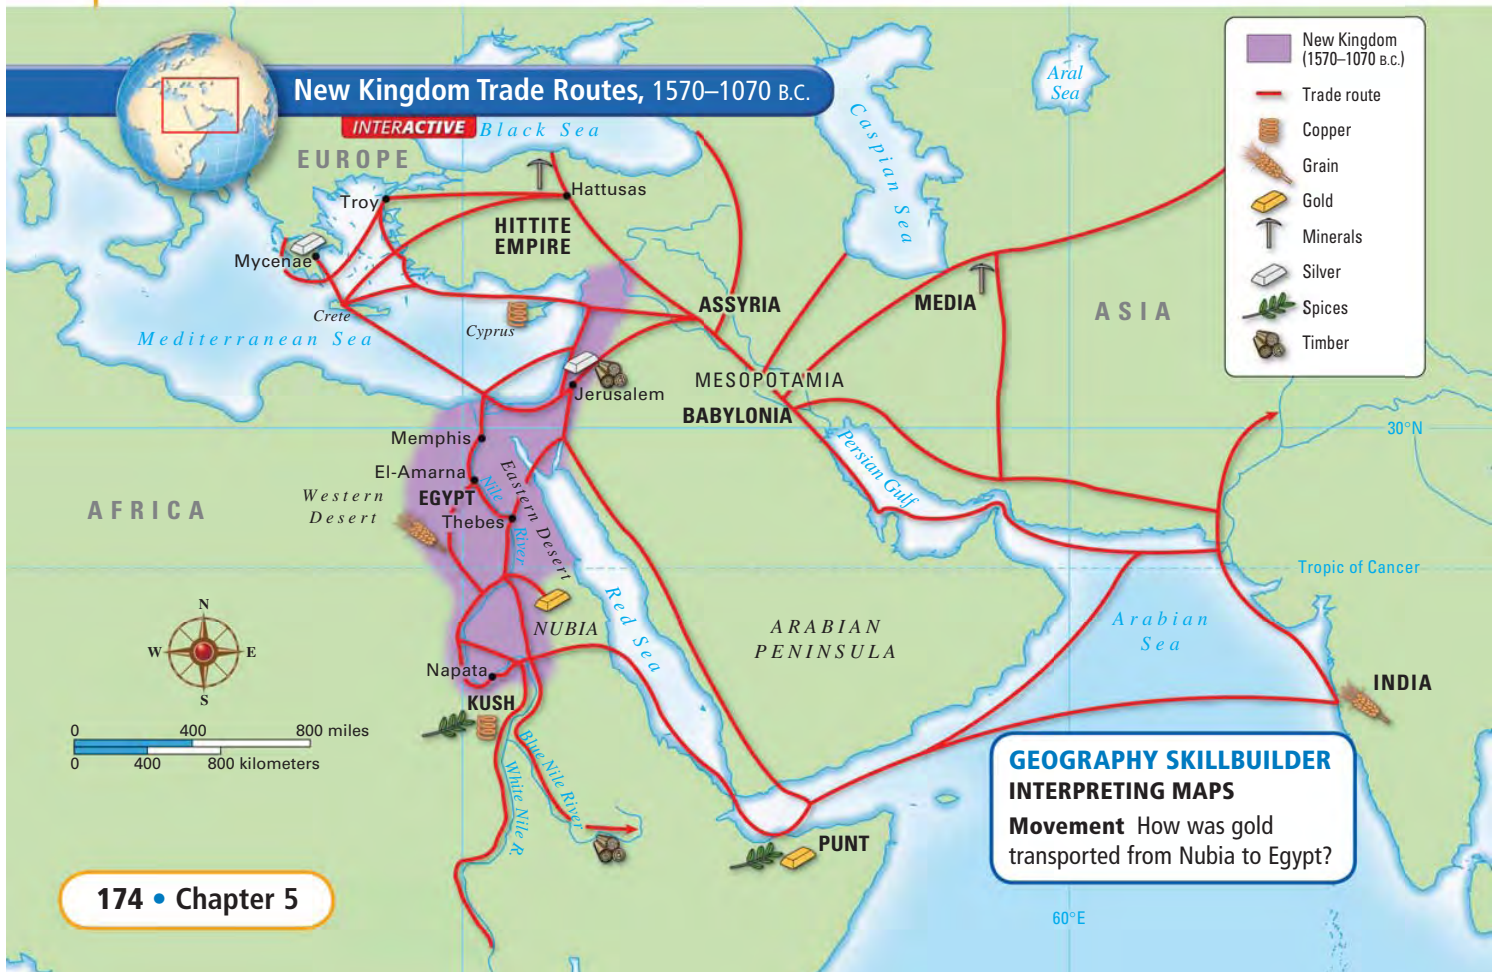 New Kingdom Trade Routes, 1570–1070 B.C.
INTERACTIVE
New Kingdom
(1570–1070 B.C.)
Trade route
Copper
Grain
Gold
Minerals
Silver
Spices
Timber
Aral
Sea
Black Sea
Caspian Sea
EUROPE
Troy
Hattusas
HITTITE
EMPIRE
Mycenae
Crete
Cyprus
Mediterranean Sea
ASSYRIA
MEDIA
ASIA
MESOPOTAMIA
BABYLONIA
Jerusalem
Memphis
El-Amarna
EGYPT
Nile
River
Eastern Desert
Western
Desert
Thebes
AFRICA
Persian Gulf
30°N
Tropic of Cancer
Red Sea
NUBIA
ARABIAN
PENINSULA
Arabian
Sea
Napata
KUSH
INDIA
Blue Nile River
White Nile R.
PUNT
60°E
N
W
E
S
0 400 800 miles
0 400 800 kilometers
GEOGRAPHY SKILLBUILDER
INTERPRETING MAPS
Movement How was gold
transported from Nubia to Egypt?
174 • Chapter 5